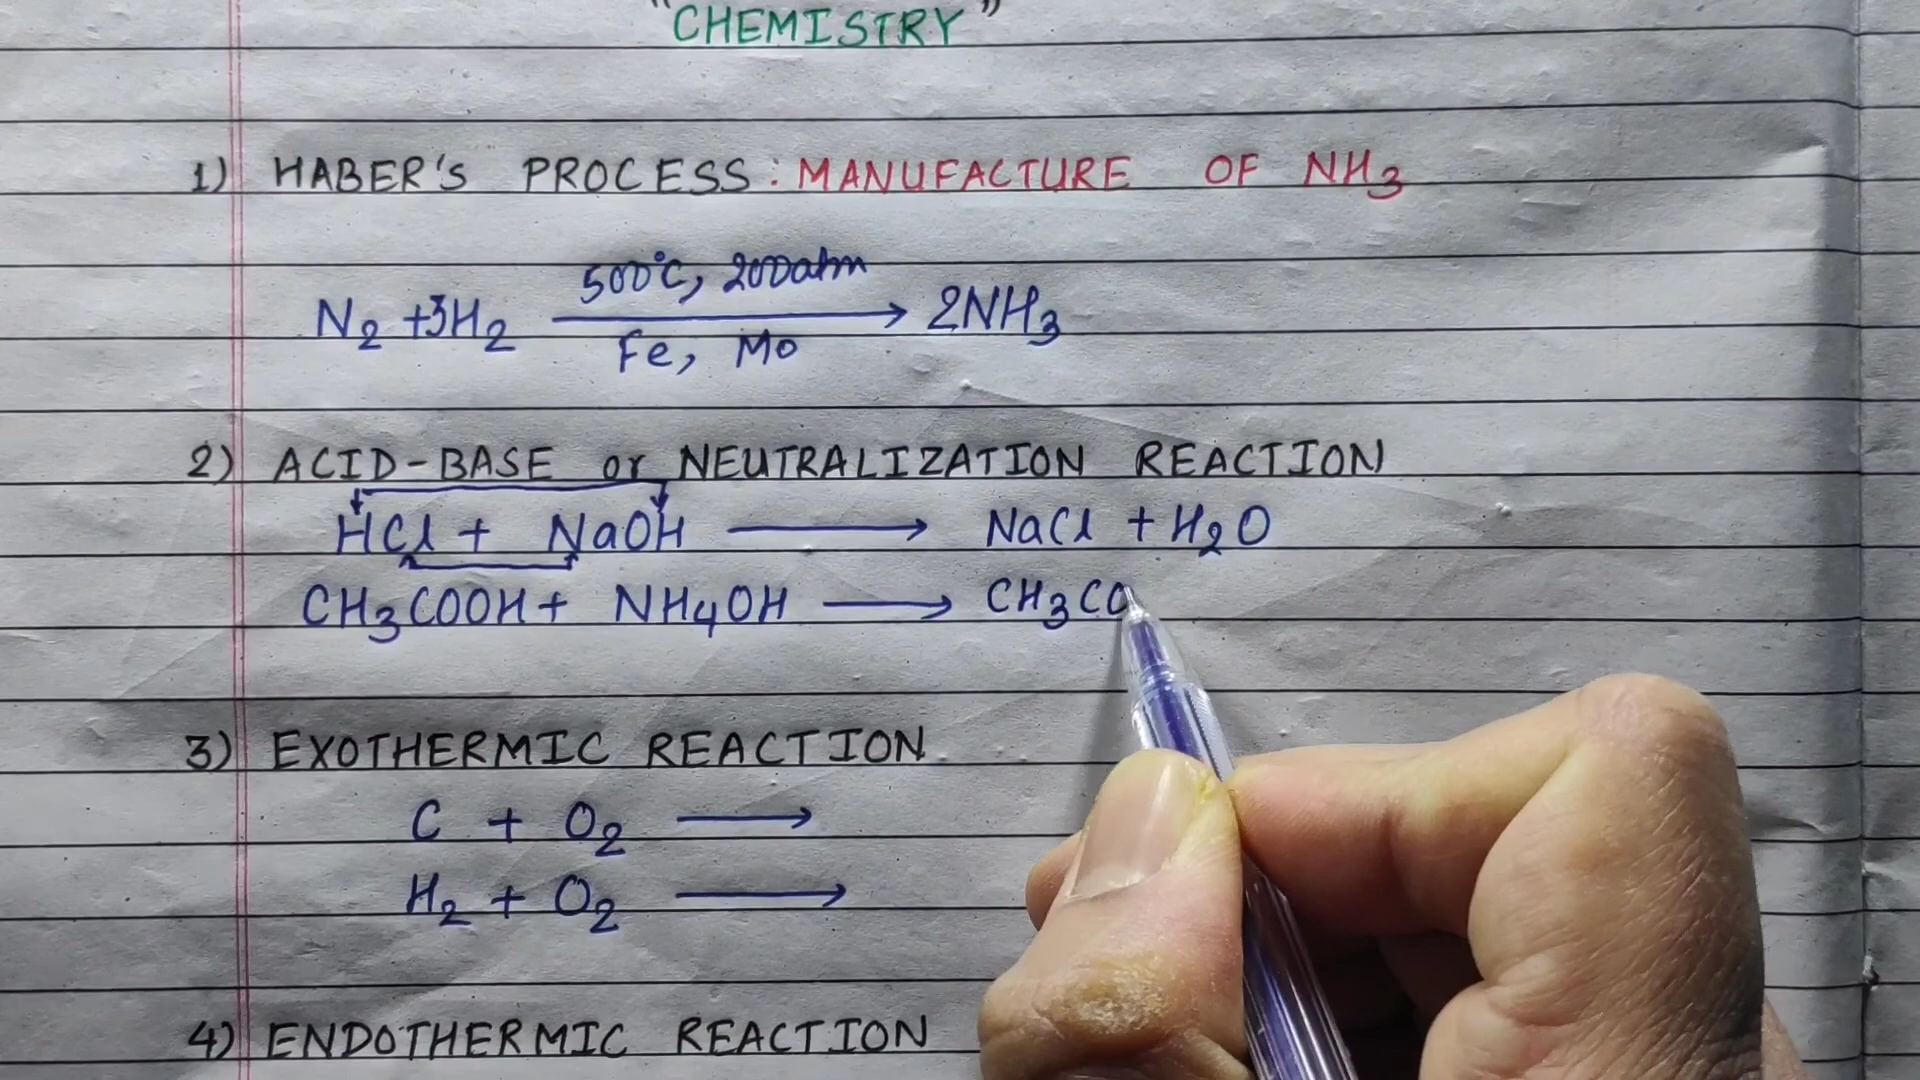 "CHEMISTRY"
1) HABER'S PROCESS: MANUFACTURE OF NH3
500°C, 200atm
N2 +3H2 → 2NH3
Fe, Mo
2) ACID-BASE or NEUTRALIZATION REACTION
HCl + NaOH → NaCl + H2O
CH3COOH + NH4OH → CH3CO
3) EXOTHERMIC REACTION
C + O2 →
H2 + O2 →
4) ENDOTHERMIC REACTION